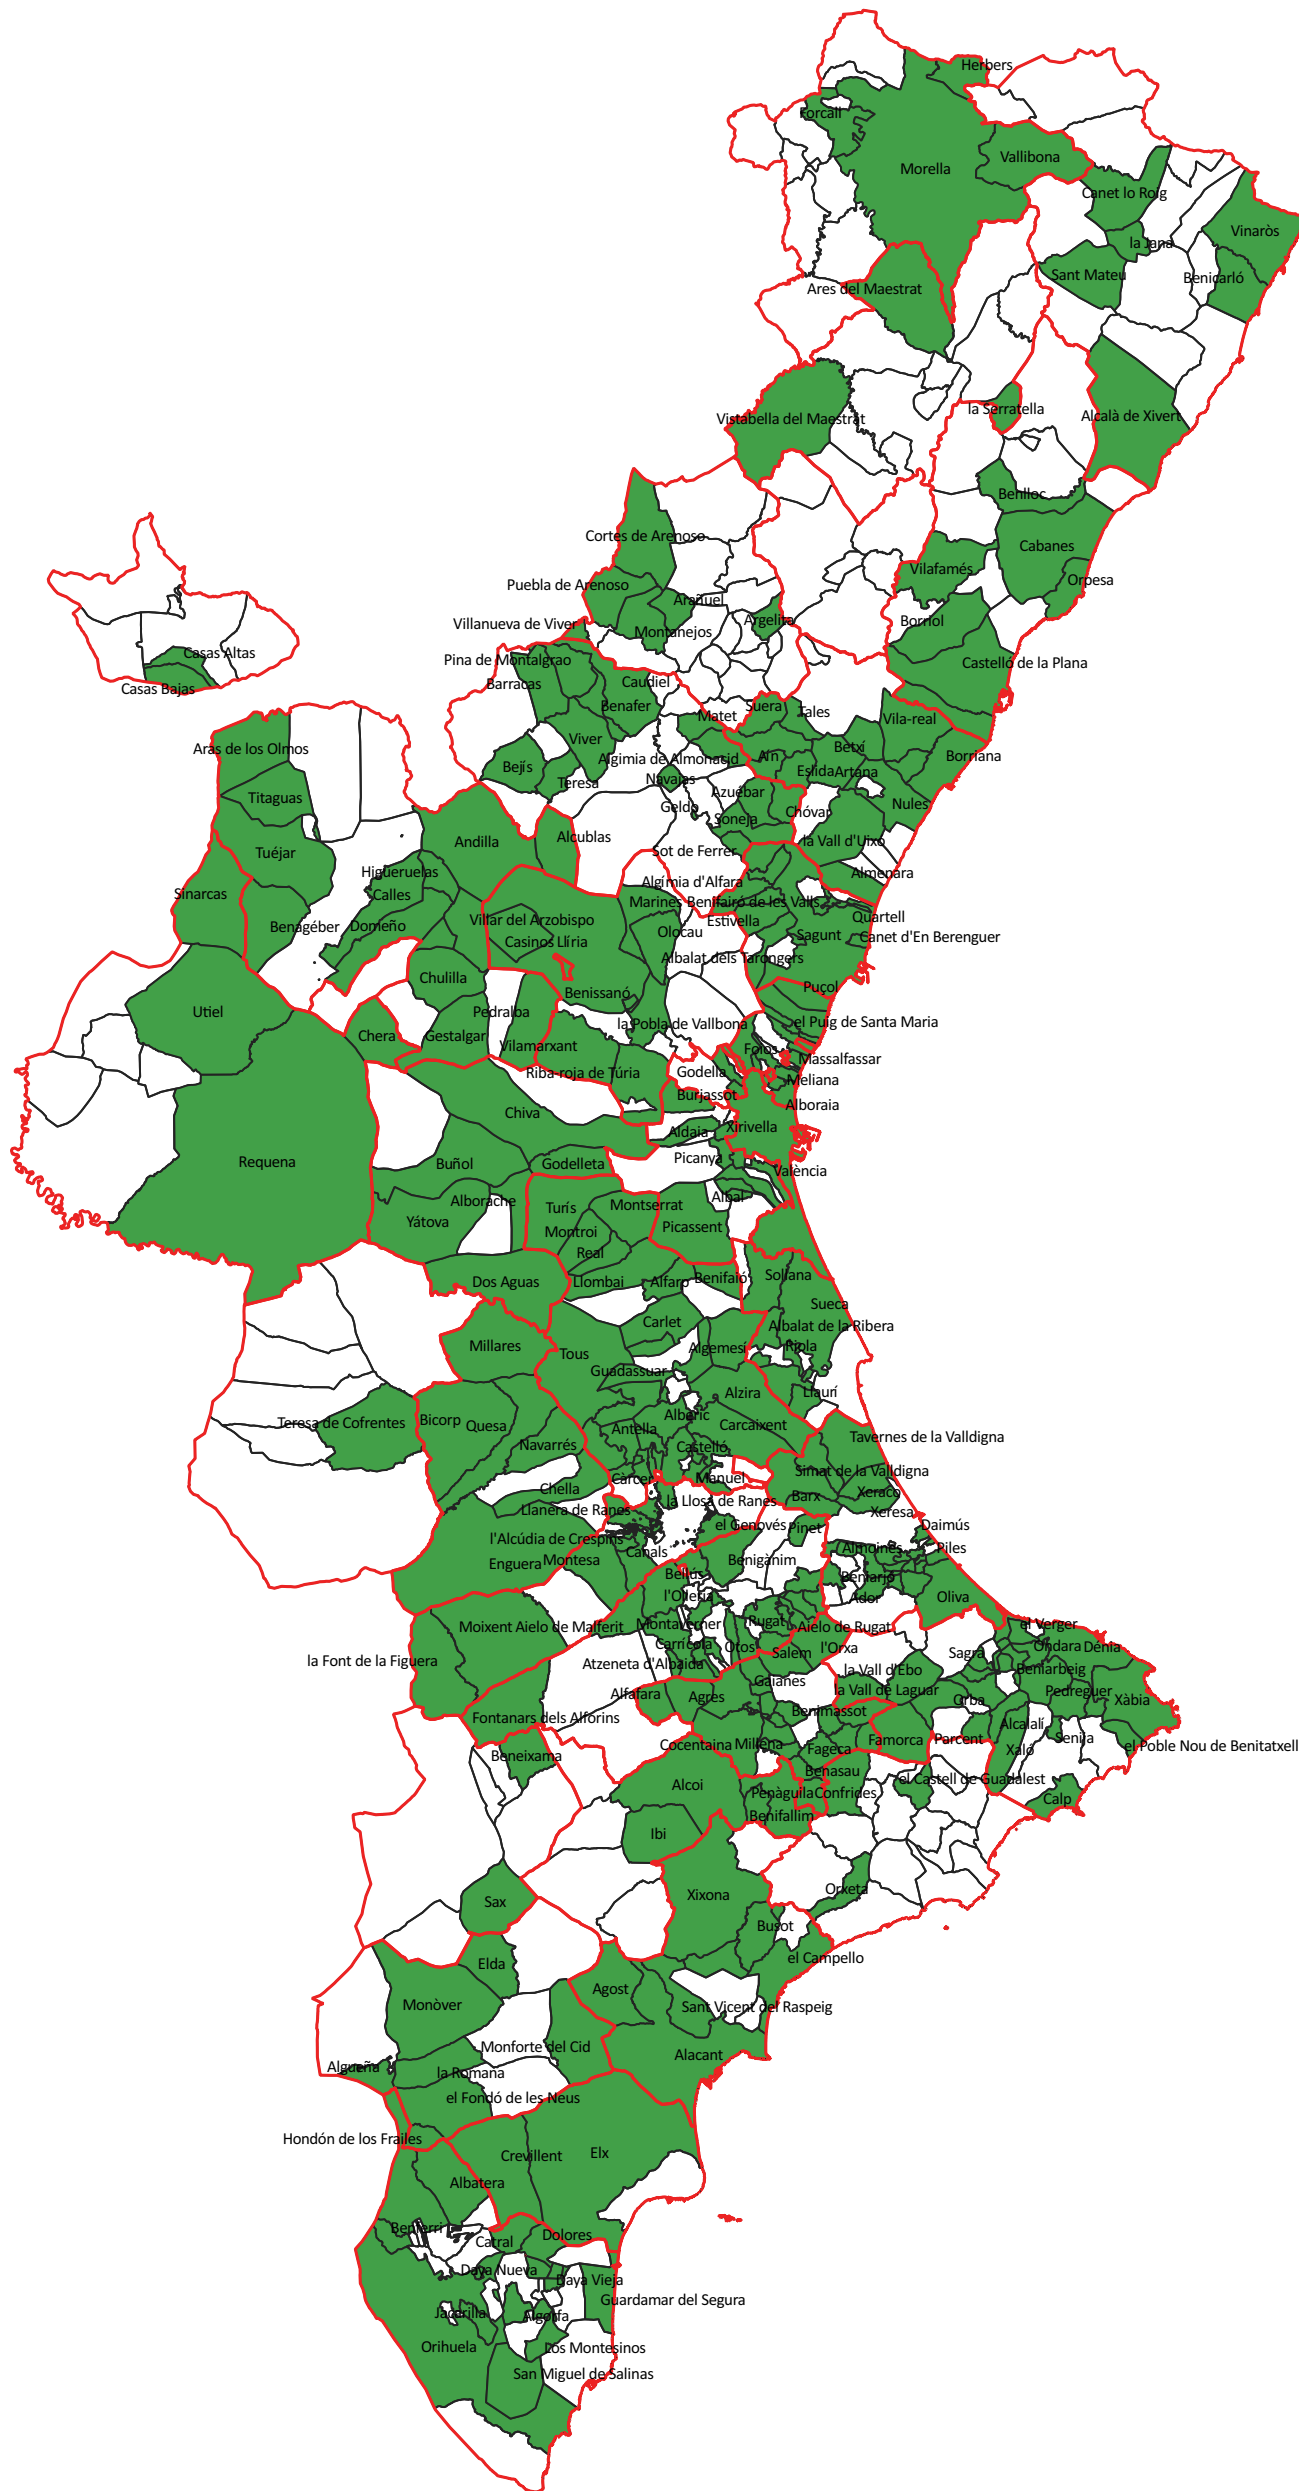 Herbers
Forcall
Vallibona
Morella
Canet lo Roig
Vinaròs
la Jana
Sant Mateu
Benicarló
Ares del Maestrat
la Serratella
Alcalà de Xivert
Vistabella del Maestrat
Benlloc
Cortes de Arenoso
Cabanes
Vilafamés
Orpesa
Puebla de Arenoso
Arañuel
Argelita
Borriol
Villanueva de Viver
Montanejos
Casas Altas
Pina de Montalgrao
Castelló de la Plana
Casas Bajas
Barracas
Caudiel
Benafer
Suera
Tales
Matet
Vila-real
Viver
Betxí
Aras de los Olmos
Algimia de Almonacid
Aín
Borriana
Bejís
Eslida
Artana
Teresa
Navajas
Azuébar
Titaguas
Geldo
Chóvar
Nules
Soneja
Andilla
Alcublas
la Vall d'Uixó
Tuéjar
Sot de Ferrer
Higueruelas
Almenara
Algímia d'Alfara
Sinarcas
Calles
Marines
Benifairó de les Valls
Quartell
Villar del Arzobispo
Estivella
Benagéber
Domeño
Olocau
Sagunt
Canet d'En Berenguer
Casinos
Llíria
Albalat dels Tarongers
Chulilla
Puçol
Benissanó
Utiel
Pedralba
la Pobla de Vallbona
el Puig de Santa Maria
Chera
Gestalgar
Vilamarxant
Foios
Massalfassar
Godella
Riba-roja de Túria
Meliana
Burjassot
Alboraia
Chiva
Xirivella
Aldaia
Picanya
Requena
Buñol
Godelleta
València
Alborache
Albal
Turís
Montserrat
Yátova
Montroi
Picassent
Real
Sollana
Dos Aguas
Llombai
Alfarp
Benifaió
Sueca
Carlet
Albalat de la Ribera
Millares
Tous
Algemesí
Riola
Guadassuar
Alzira
Llaurí
Alberic
Teresa de Cofrentes
Bicorp
Quesa
Antella
Carcaixent
Tavernes de la Valldigna
Navarrés
Castelló
Càrcer
Manuel
Simat de la Valldigna
Chella
Barx
Xeraco
la Llosa de Ranes
Llanera de Ranes
Xeresa
el Genovés
Pinet
Daimús
l'Alcúdia de Crespins
Almoines
Piles
Canals
Enguera
Montesa
Beniganim
Bellús
Beniarjó
l'Olleria
Ador
Oliva
Moixent
Aielo de Malferit
Montaverner
Rugat
Aielo de Rugat
el Verger
Carrícola
Otos
l'Orxa
Ondara
Dénia
la Font de la Figuera
Atzeneta d'Albaida
Salem
Sagra
la Vall d'Ebo
Beniarbeig
Gaianes
la Vall de Laguar
Pedreguer
Alfafara
Agres
Orba
Xàbia
Benimassot
Fontanars dels Alforins
Alcalalí
Famorca
Parcent
Senija
Cocentaina
Millena
Fageca
Xaló
el Poble Nou de Benitatxell
Beneixama
Benasau
el Castell de Guadalest
Alcoi
Penàguila
Confrides
Calp
Benifallim
Ibi
Orxeta
Xixona
Sax
Busot
el Campello
Elda
Agost
Monòver
Sant Vicent del Raspeig
Monforte del Cid
Alacant
Algueña
la Romana
el Fondó de les Neus
Hondón de los Frailes
Crevillent
Elx
Albatera
Benferri
Dolores
Catral
Daya Nueva
Daya Vieja
Guardamar del Segura
Jacarilla
Algorfa
Orihuela
Los Montesinos
San Miguel de Salinas